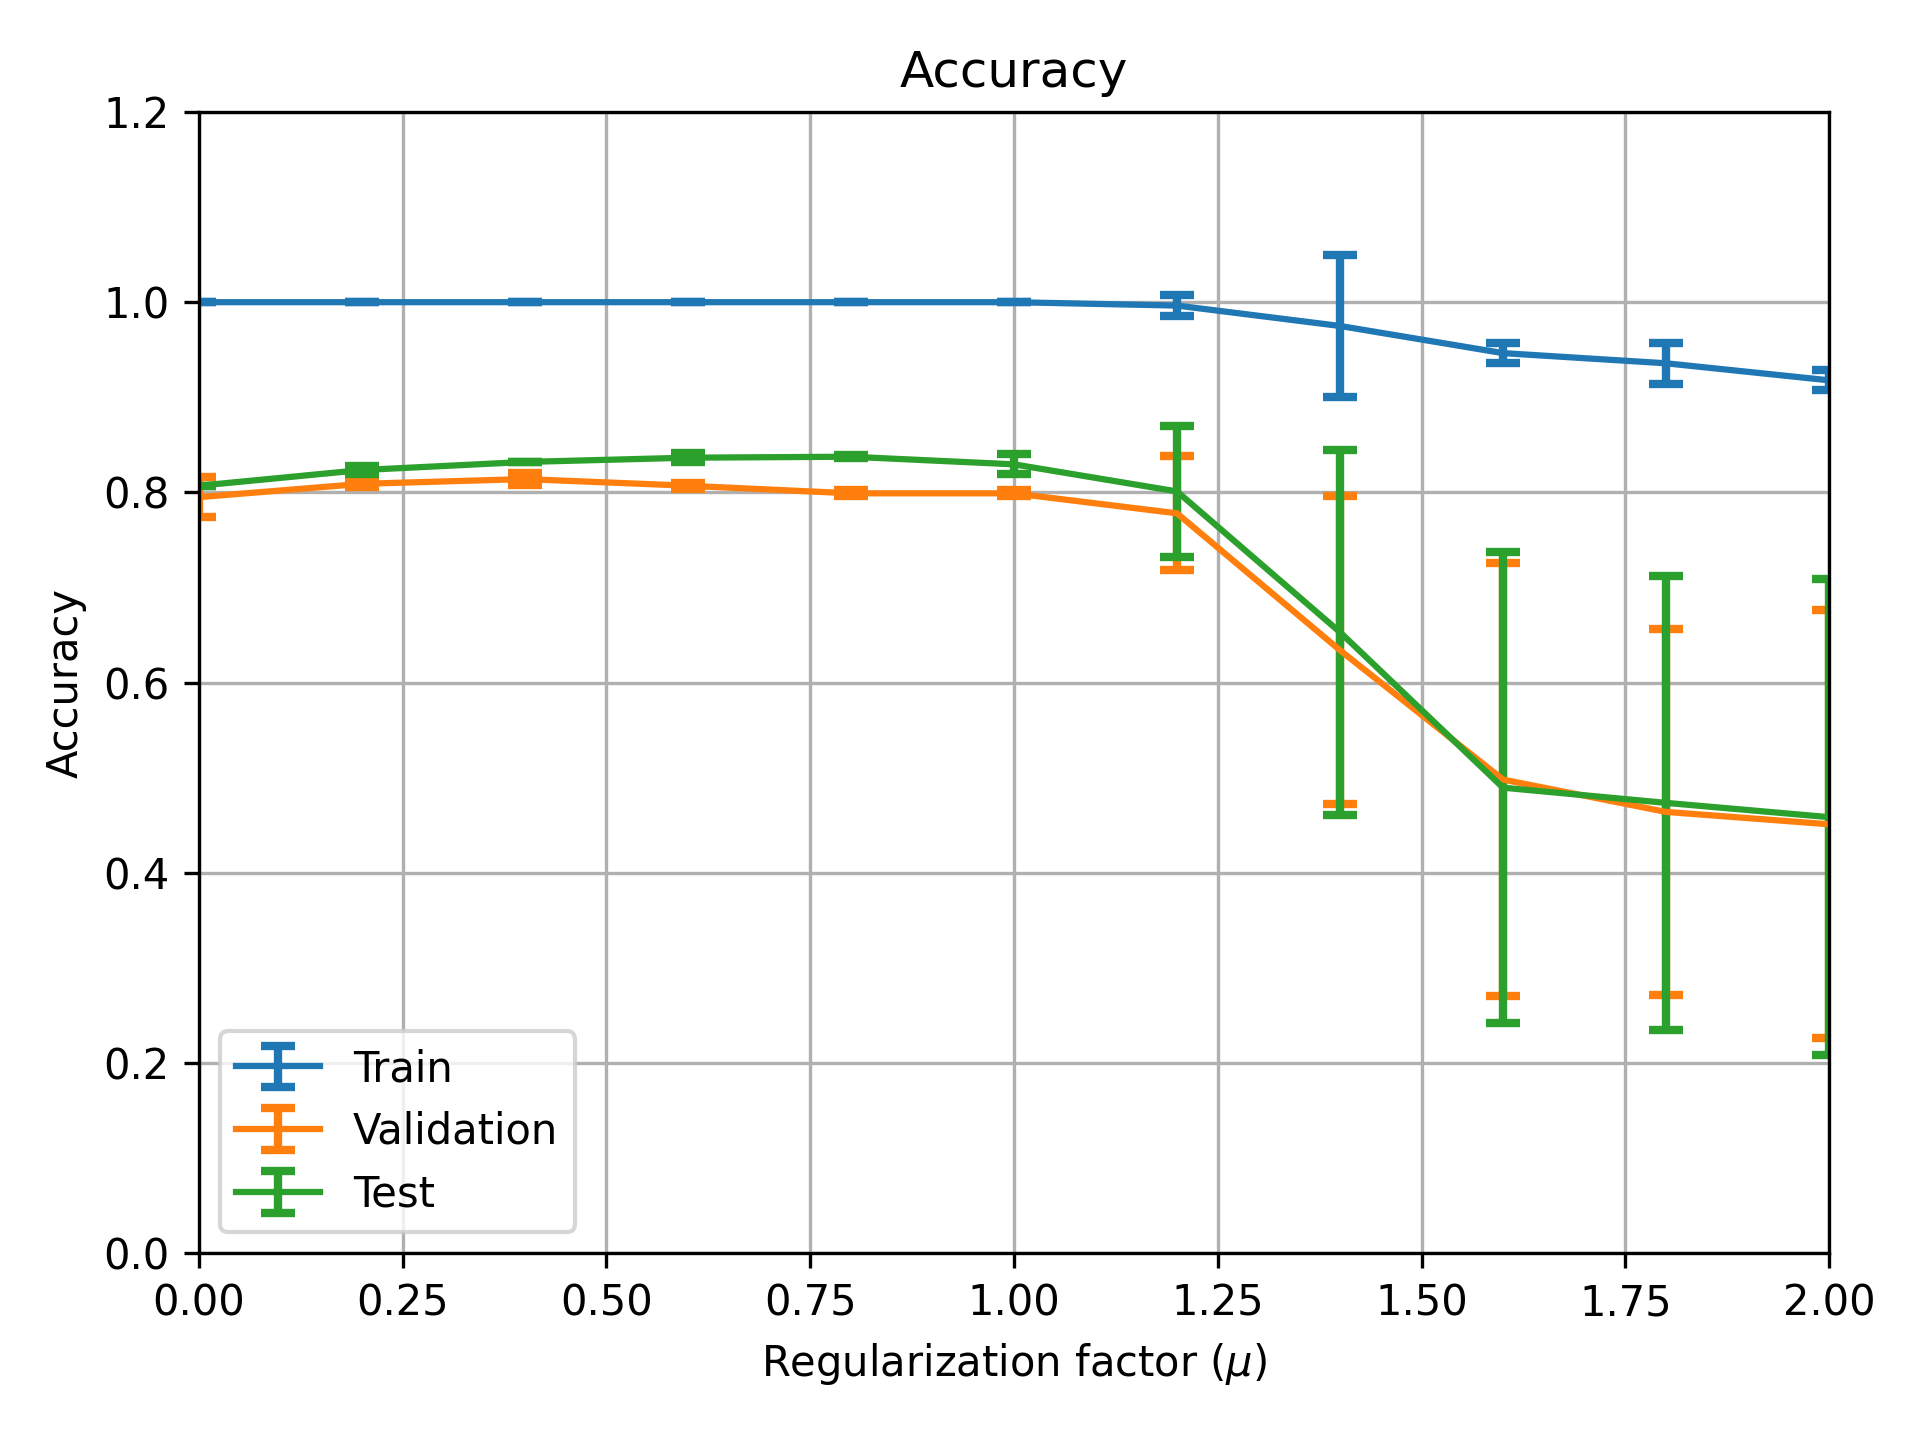 Accuracy
1.2
1.0
0.8
0.6
0.4
0.2
0.0
Accuracy
Train
Validation
Test
0.00 0.25 0.50 0.75 1.00 1.25 1.50 1.75 2.00
Regularization factor (μ)